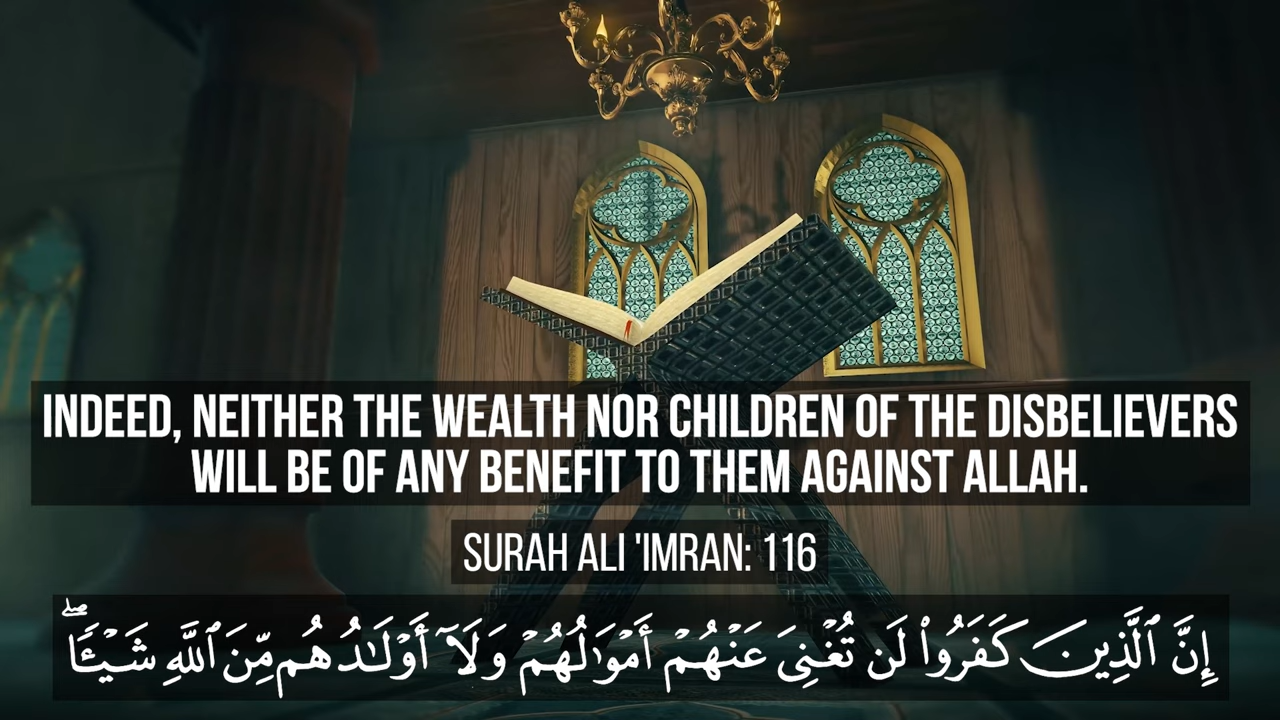 INDEED, NEITHER THE WEALTH NOR CHILDREN OF THE DISBELIEVERS
WILL BE OF ANY BENEFIT TO THEM AGAINST ALLAH.
SURAH ALI 'IMRAN: 116
إِنَّ ٱلَّذِينَ كَفَرُوا۟ لَن تُغْنِىَ عَنْهُمْ أَمْوَٰلُهُمْ وَلَآ أَوْلَـٰدُهُم مِّنَ ٱللَّهِ شَيْـًٔا ۖ